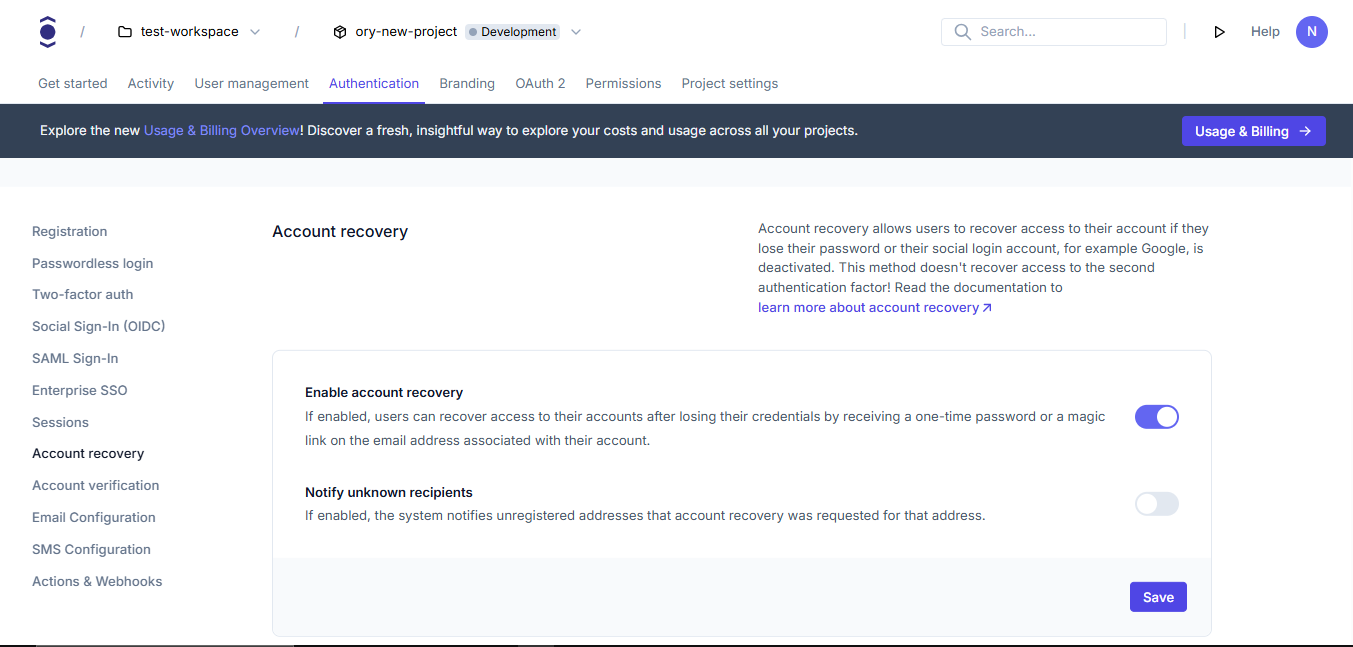 / test-workspace / ory-new-project Development Search... Help N
Get started Activity User management Authentication Branding OAuth 2 Permissions Project settings
Explore the new Usage & Billing Overview! Discover a fresh, insightful way to explore your costs and usage across all your projects. Usage & Billing →
Registration
Passwordless login
Two-factor auth
Social Sign-In (OIDC)
SAML Sign-In
Enterprise SSO
Sessions
Account recovery
Account verification
Email Configuration
SMS Configuration
Actions & Webhooks
Account recovery
Account recovery allows users to recover access to their account if they
lose their password or their social login account, for example Google, is
deactivated. This method doesn't recover access to the second
authentication factor! Read the documentation to
learn more about account recovery
Enable account recovery
If enabled, users can recover access to their accounts after losing their credentials by receiving a one-time password or a magic
link on the email address associated with their account.
Notify unknown recipients
If enabled, the system notifies unregistered addresses that account recovery was requested for that address.
Save